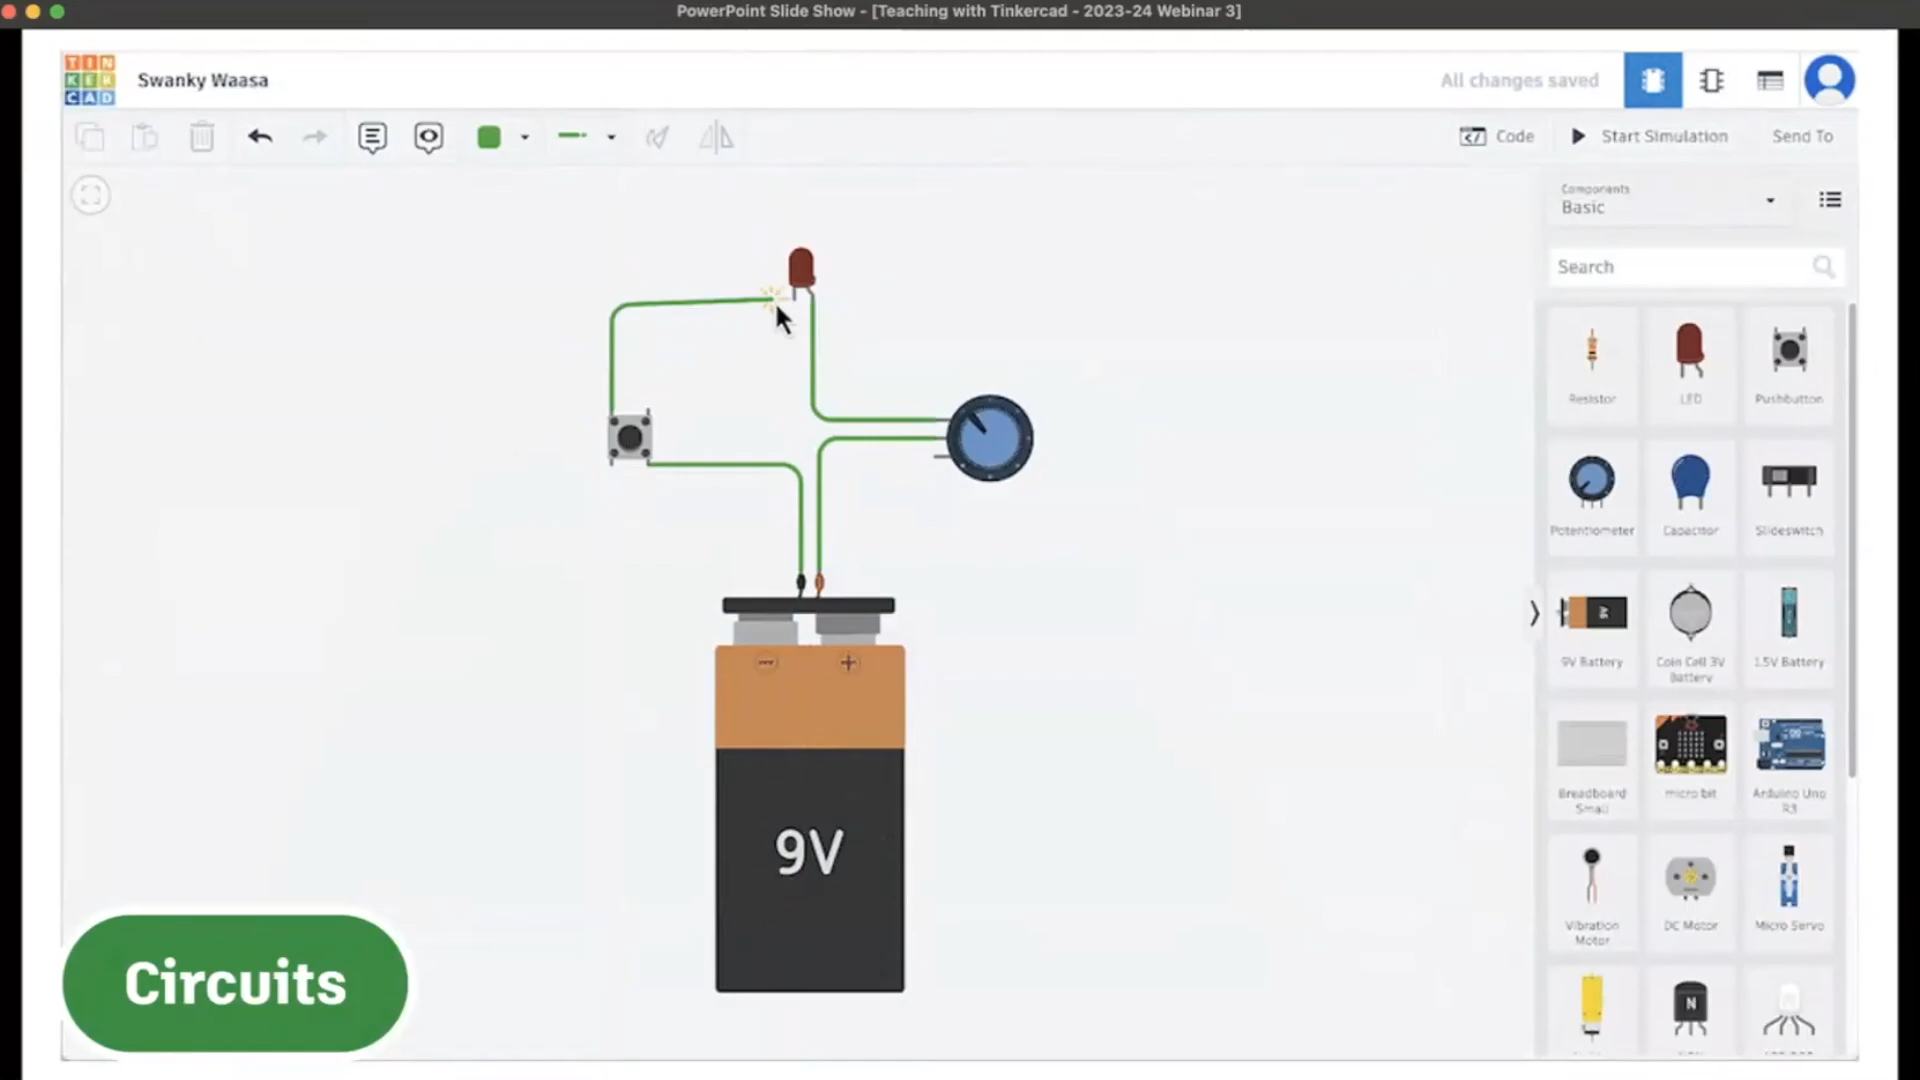 PowerPoint Slide Show - [Teaching with Tinkercad - 2023-24 Webinar 3]
TIN
KER
CAD
Swanky Waasa
All changes saved
Code
Start Simulation
Send To
Components
Basic
Search
Resistor
LED
Pushbutton
Potentiometer
Capacitor
Slideswitch
9V Battery
Coin Cell 3V
Battery
1.5V Battery
Breadboard
Small
micro:bit
Arduino Uno
R3
Vibration
Motor
DC Motor
Micro Servo
N
9V
Circuits